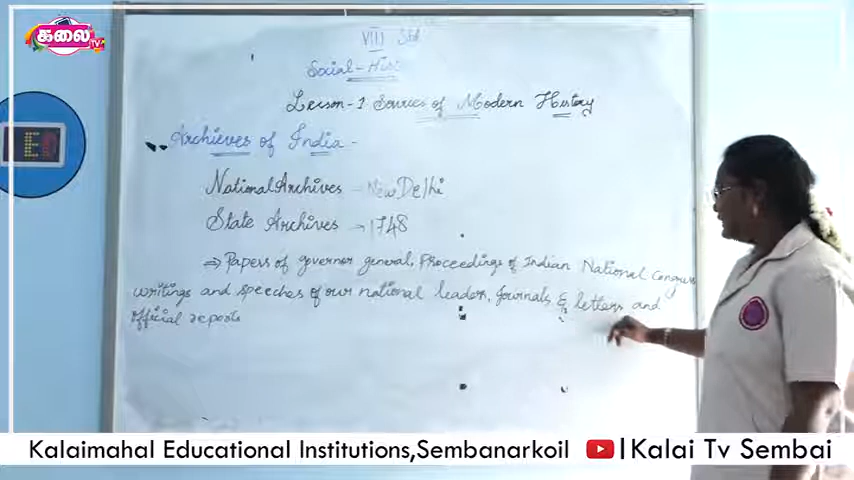 கலை TV
VIII Std
Social - Hist
Lesson-1 Sources of Modern History
Archieves of India -
National Archives - New Delhi
State Archives → 1748
⇒ Papers of governor general, Proceedings of Indian National Congress
writings and speeches of our national leaders, Journals & letters and
official reports
Kalaimahal Educational Institutions,Sembanarkoil | Kalai Tv Sembai